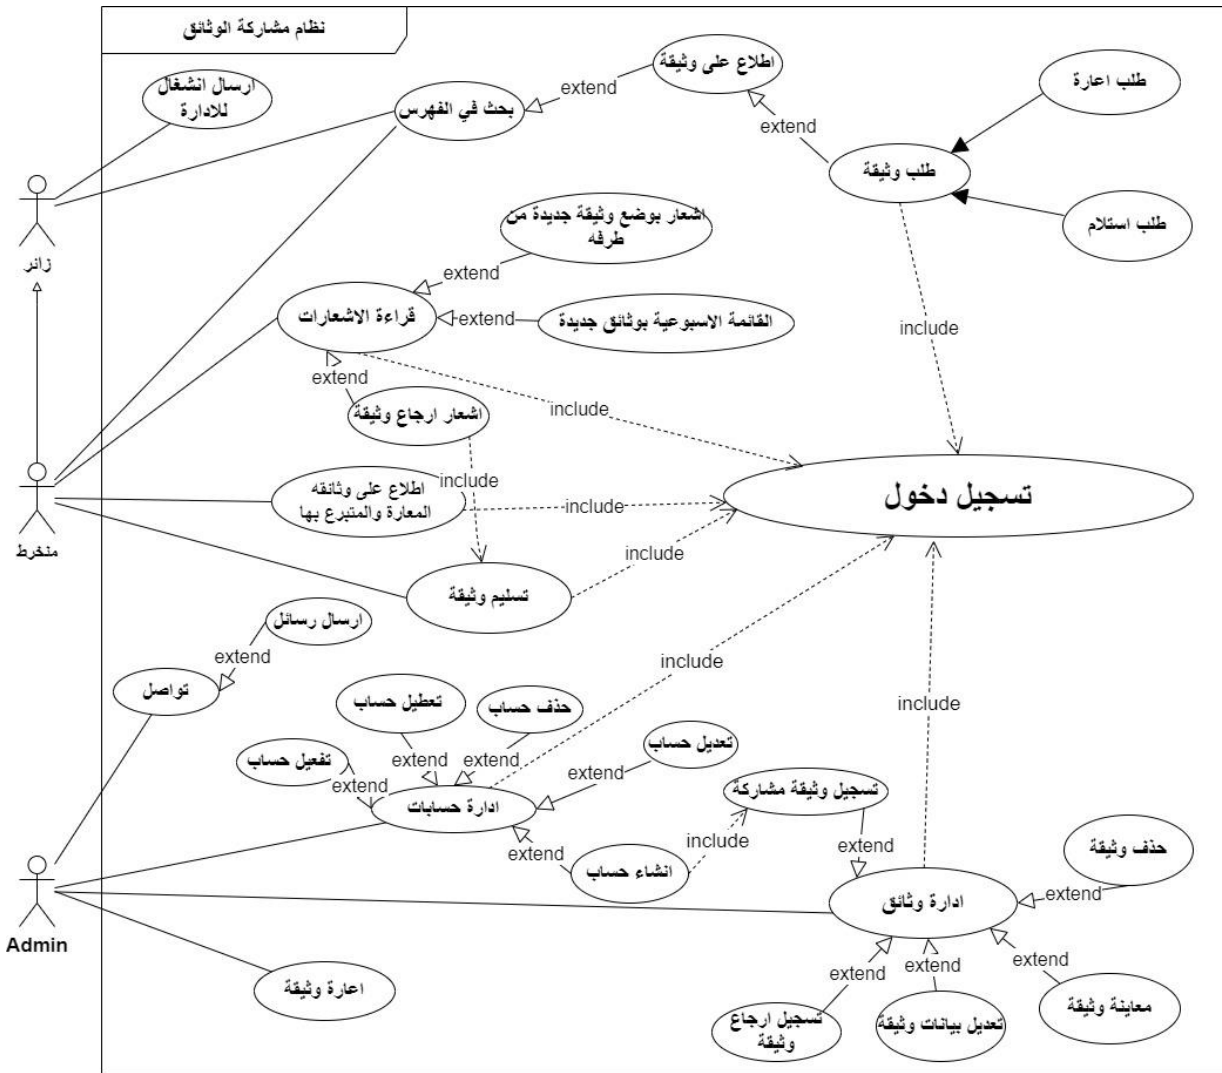 نظام مشاركة الوثائق
ارسال انشغال
للادارة
بحث في الفهرس
extend
اطلاع على وثيقة
extend
طلب اعارة
طلب وثيقة
طلب استلام
زائر
اشعار بوضع وثيقة جديدة من
طرفه
extend
قراءة الاشعارات
extend
القائمة الاسبوعية بوثائق جديدة
include
extend
اشعار ارجاع وثيقة
include
include
تسجيل دخول
اطلاع على وثائقه
المعارة والمتبرع بها
include
منخرط
include
تسليم وثيقة
ارسال رسائل
extend
include
تواصل
include
تعطيل حساب
حذف حساب
تعديل حساب
extend
extend
تفعيل حساب
extend
extend
ادارة حسابات
تسجيل وثيقة مشاركة
include
extend
extend
انشاء حساب
حذف وثيقة
Admin
ادارة وثائق
extend
extend
extend
extend
اعارة وثيقة
معاينة وثيقة
تعديل بيانات وثيقة
تسجيل ارجاع
وثيقة